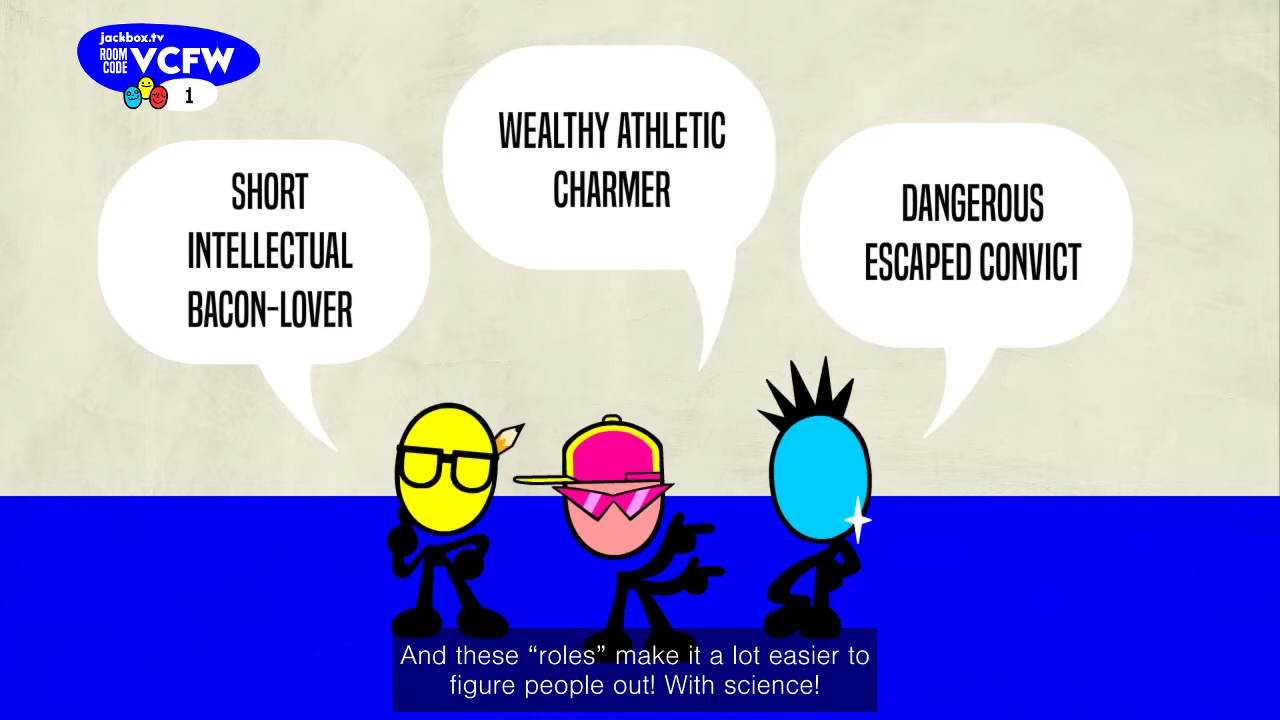 jackbox.tv
ROOM
CODE
VCFW
1
SHORT
INTELLECTUAL
BACON-LOVER
WEALTHY ATHLETIC
CHARMER
DANGEROUS
ESCAPED CONVICT
And these “roles” make it a lot easier to
figure people out! With science!